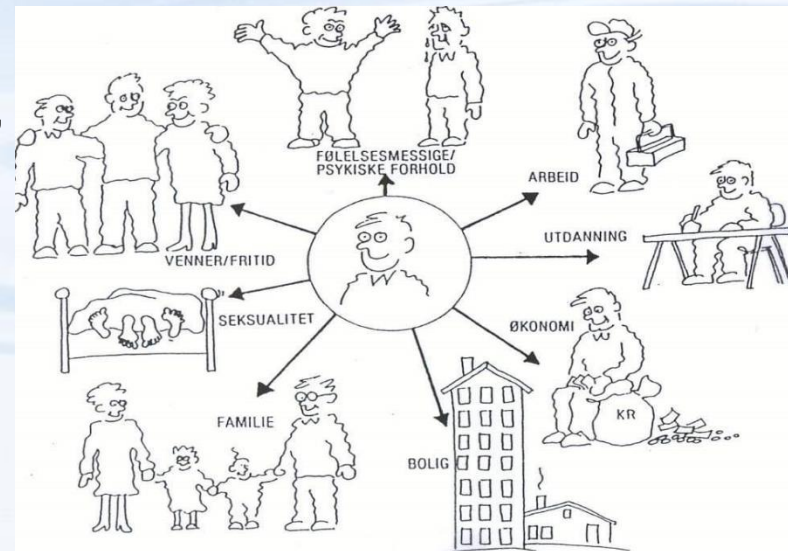 FØLELSESMESSIGE/
PSYKISKE FORHOLD
ARBEID
UTDANNING
VENNER/FRITID
SEKSUALITET
ØKONOMI
KR
FAMILIE
BOLIG